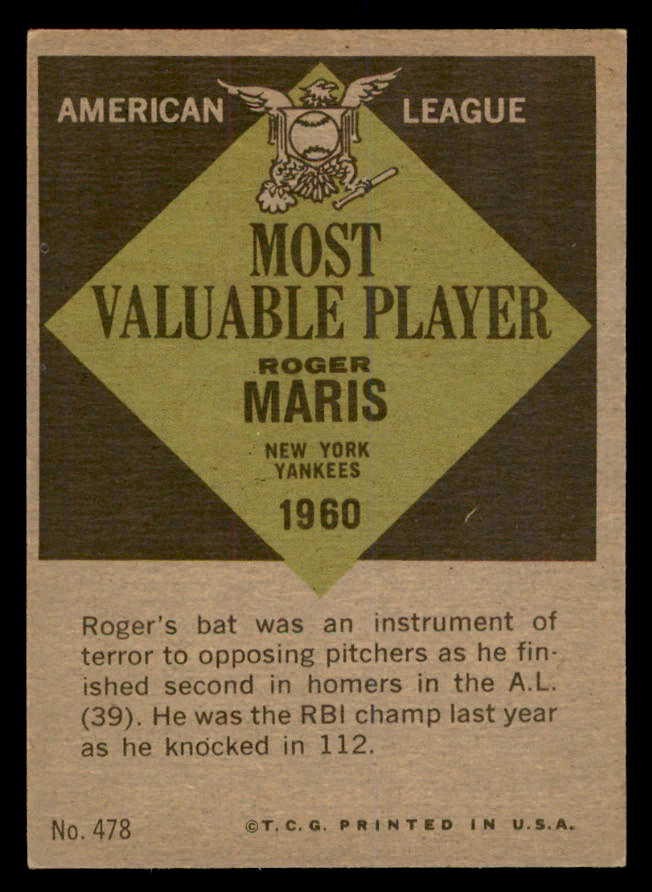 AMERICAN LEAGUE
MOST
VALUABLE PLAYER
ROGER
MARIS
NEW YORK
YANKEES
1960
Roger's bat was an instrument of
terror to opposing pitchers as he fin-
ished second in homers in the A.L.
(39). He was the RBI champ last year
as he knocked in 112.
No. 478 ©T.C.G. PRINTED IN U.S.A.